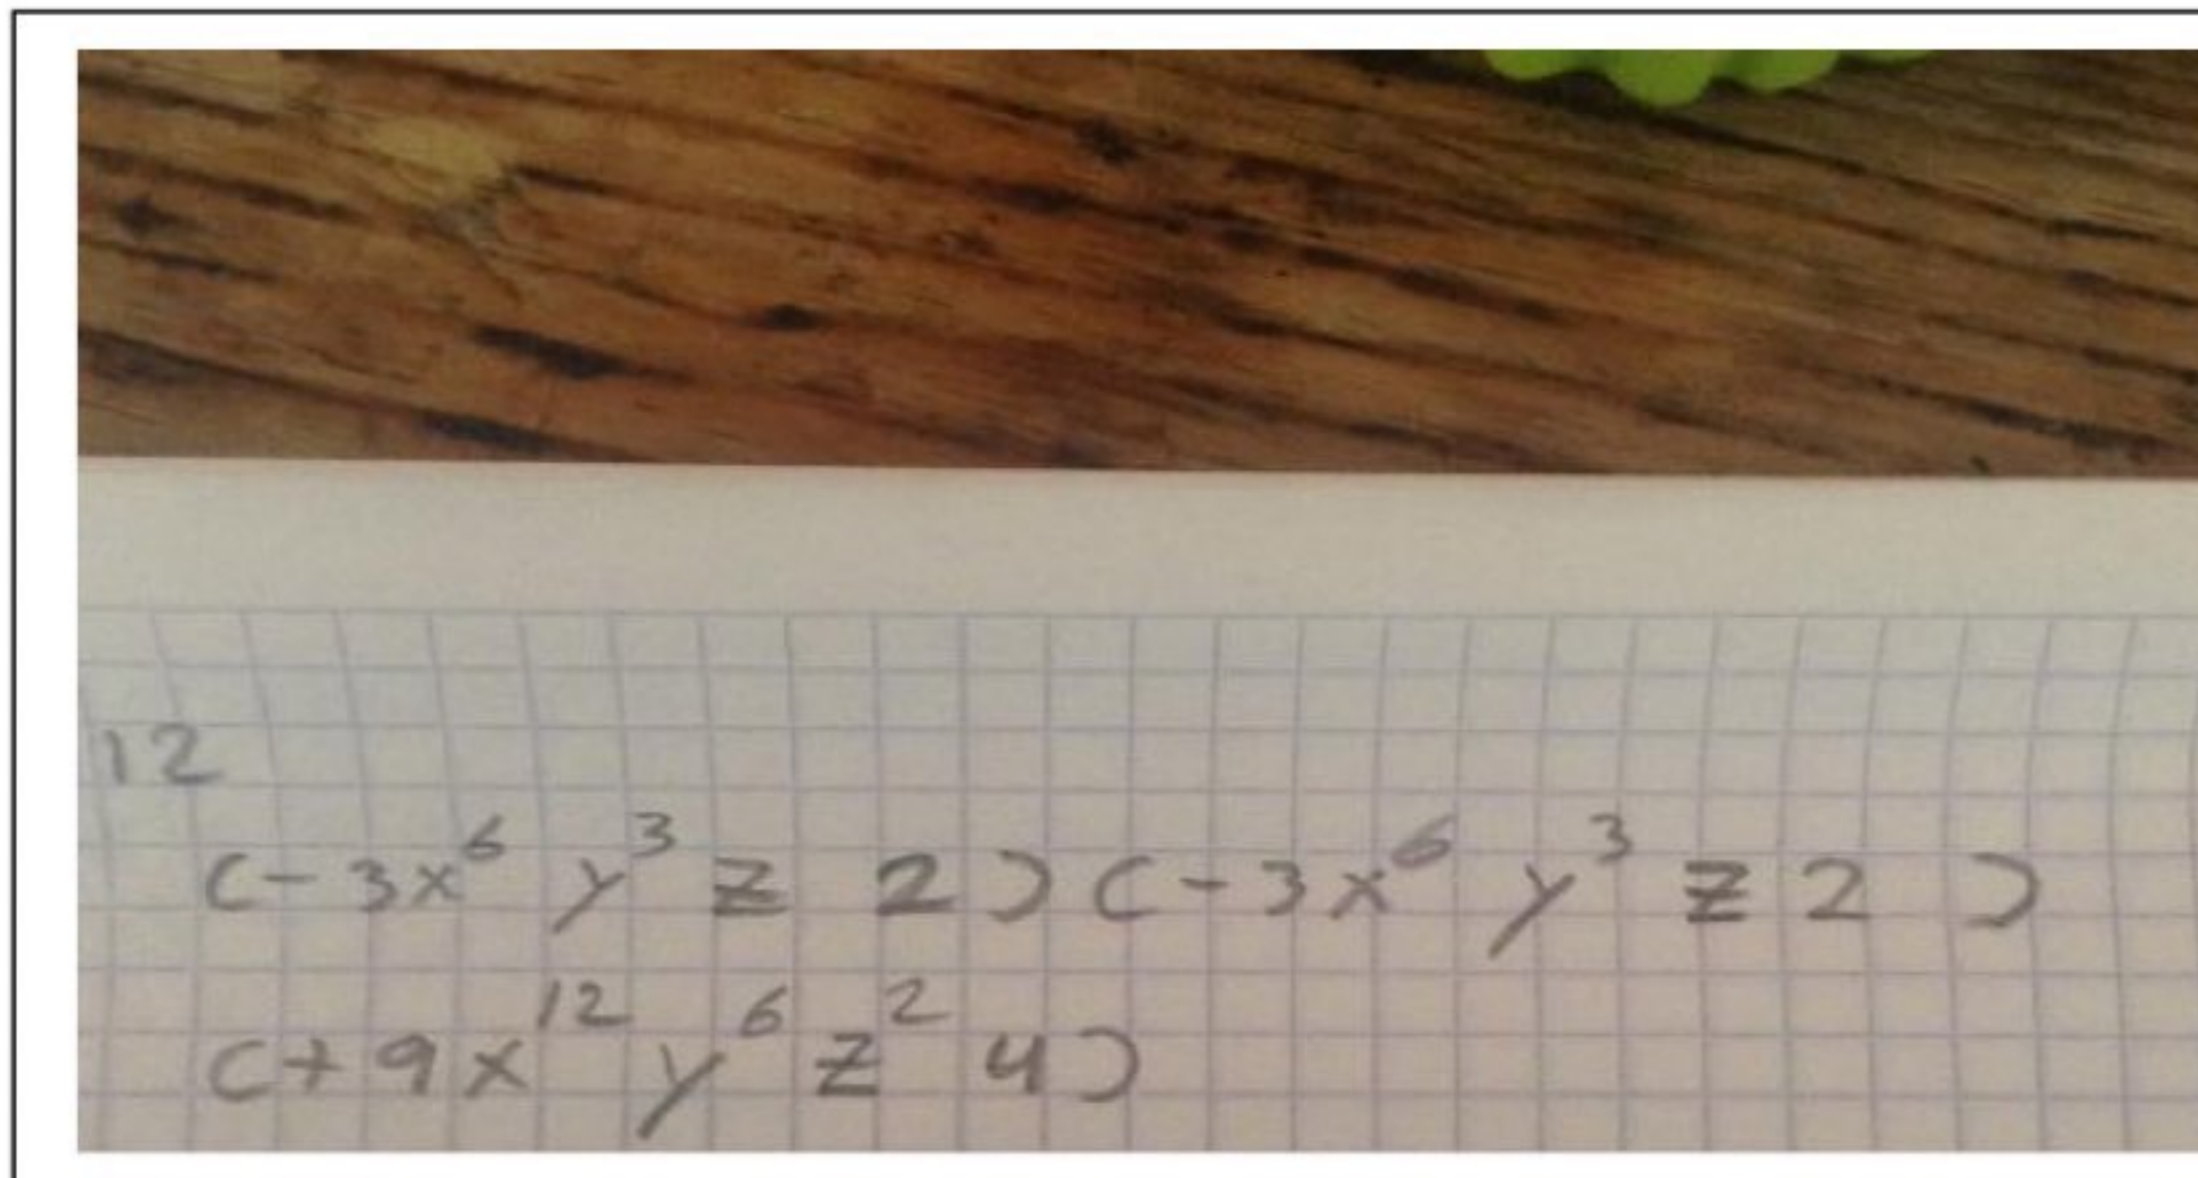 12
(-3x⁶ y³ z 2) (-3x⁶ y³ z 2)
(+9x¹² y⁶ z² 4)